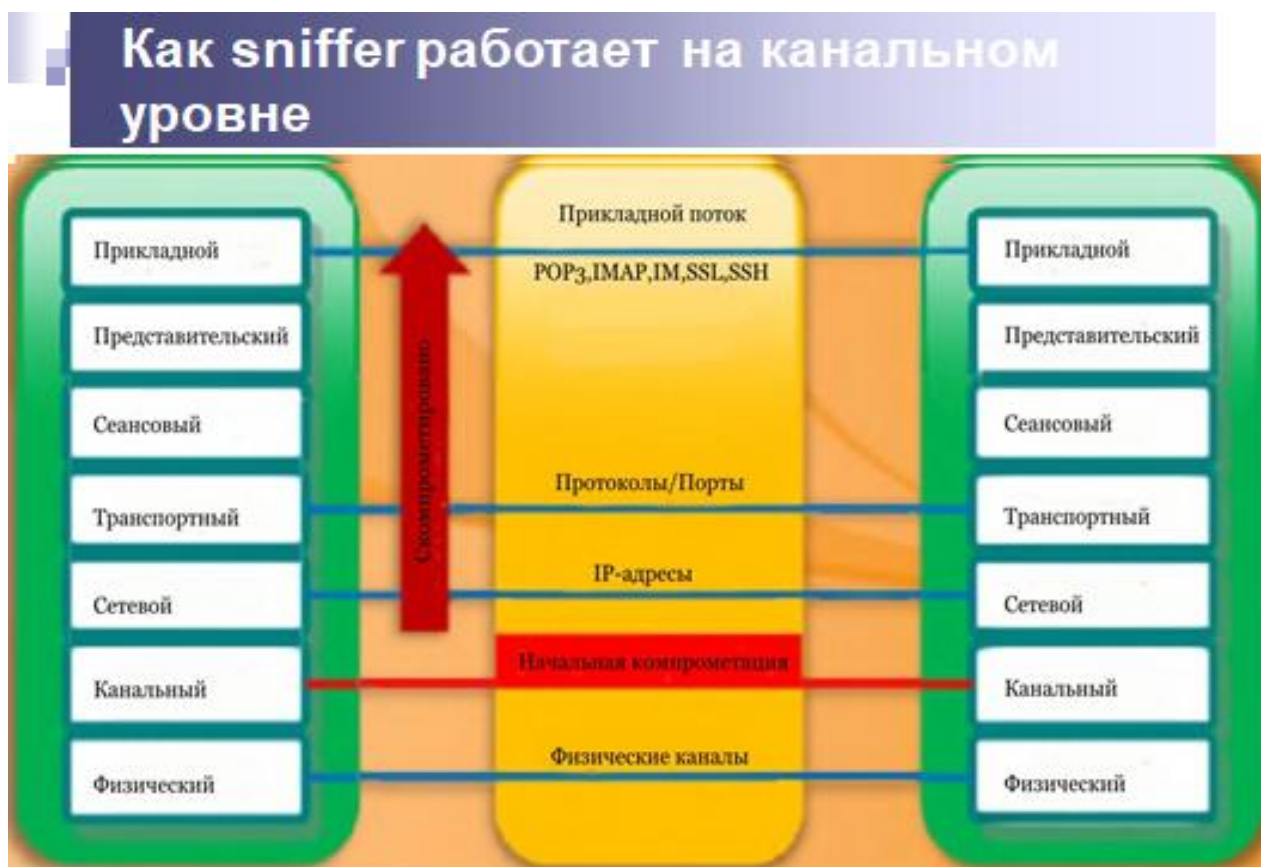 Как sniffer работает на канальном
уровне
Прикладной
Представительский
Сеансовый
Транспортный
Сетевой
Канальный
Физический
Скомпрометировано
Прикладной поток
POP3,IMAP,IM,SSL,SSH
Протоколы/Порты
IP-адресы
Начальная компрометация
Физические каналы
Прикладной
Представительский
Сеансовый
Транспортный
Сетевой
Канальный
Физический